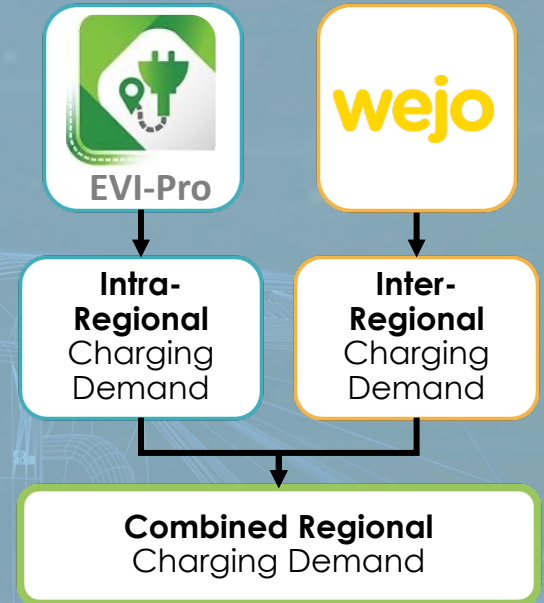 EVI-Pro
wejo
Intra-
Regional
Charging
Demand
Inter-
Regional
Charging
Demand
Combined Regional
Charging Demand